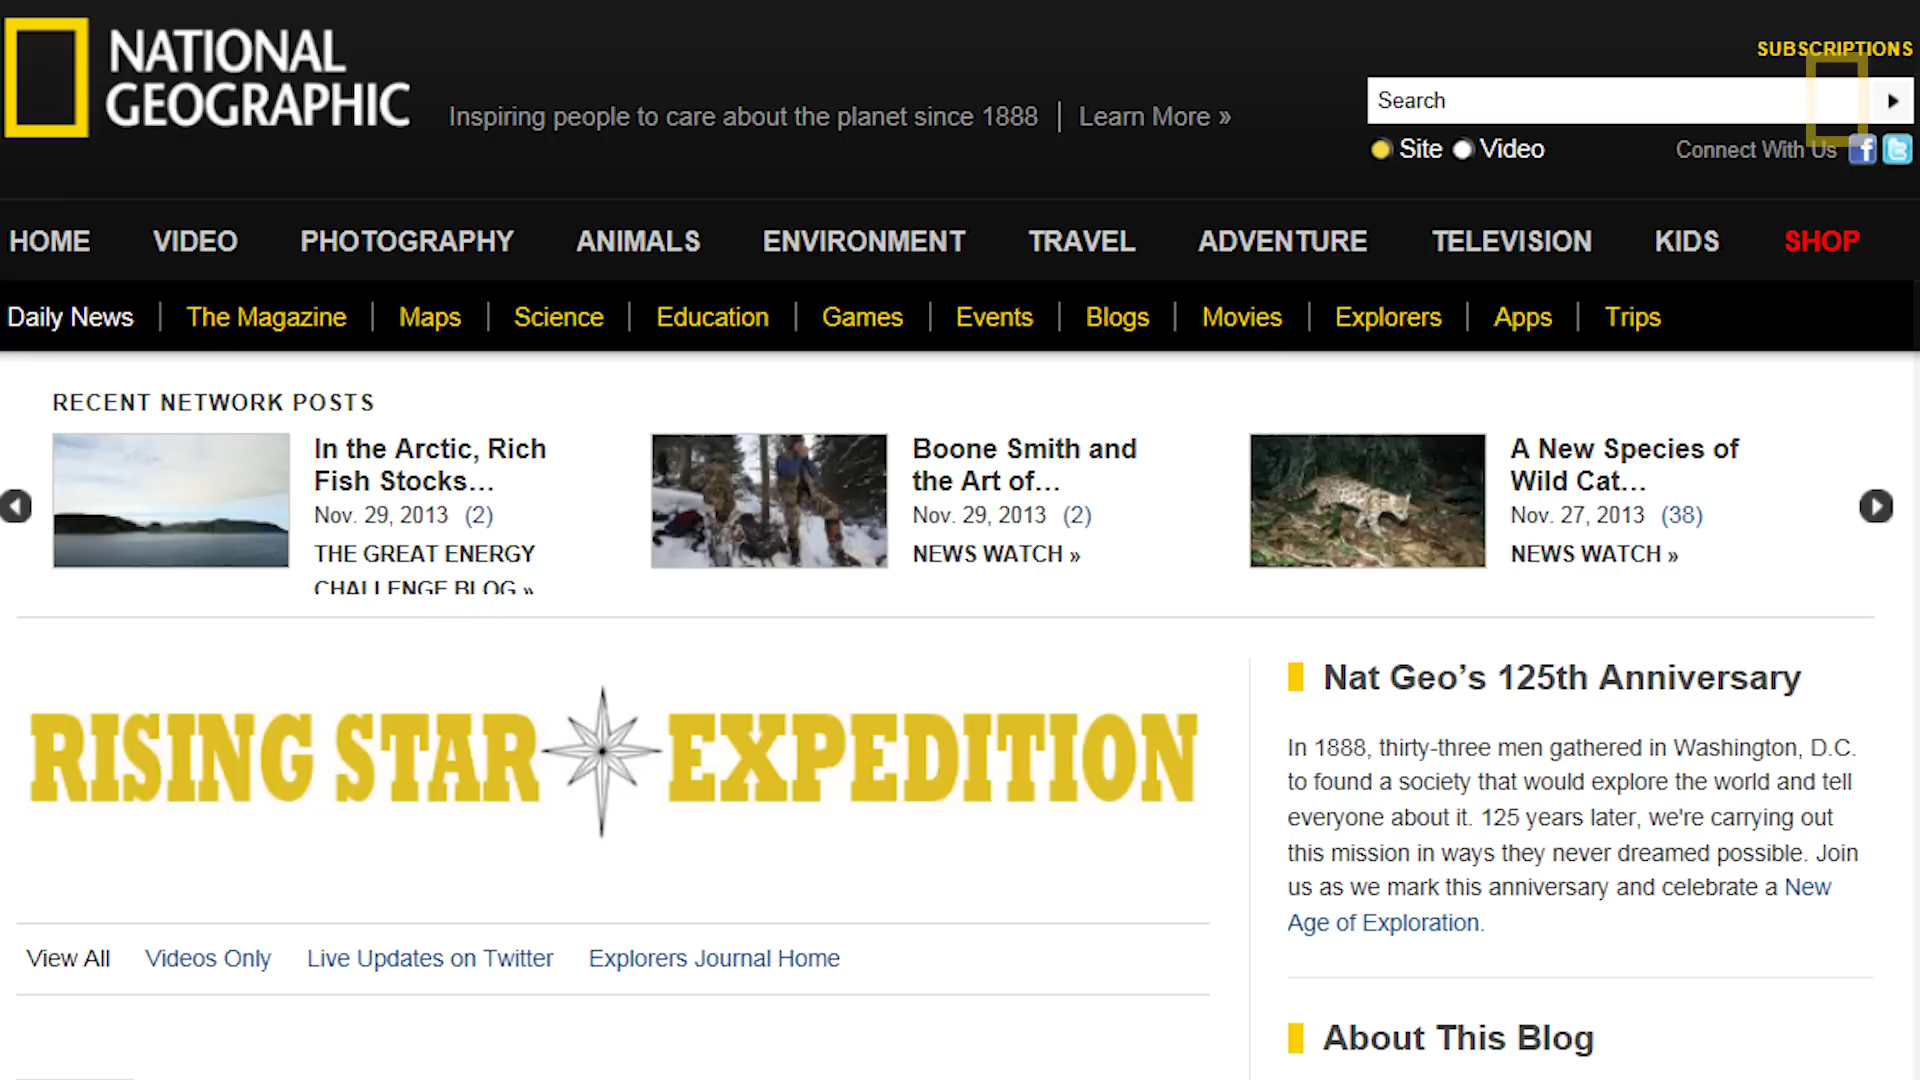 NATIONAL
GEOGRAPHIC
Inspiring people to care about the planet since 1888 | Learn More »
SUBSCRIPTIONS
Search
Site Video
Connect With Us
HOME VIDEO PHOTOGRAPHY ANIMALS ENVIRONMENT TRAVEL ADVENTURE TELEVISION KIDS SHOP
Daily News | The Magazine | Maps | Science | Education | Games | Events | Blogs | Movies | Explorers | Apps | Trips
RECENT NETWORK POSTS
In the Arctic, Rich
Fish Stocks...
Nov. 29, 2013 (2)
THE GREAT ENERGY
CHALLENGE BLOG »
Boone Smith and
the Art of...
Nov. 29, 2013 (2)
NEWS WATCH »
A New Species of
Wild Cat...
Nov. 27, 2013 (38)
NEWS WATCH »
RISING STAR EXPEDITION
View All Videos Only Live Updates on Twitter Explorers Journal Home
Nat Geo’s 125th Anniversary
In 1888, thirty-three men gathered in Washington, D.C.
to found a society that would explore the world and tell
everyone about it. 125 years later, we're carrying out
this mission in ways they never dreamed possible. Join
us as we mark this anniversary and celebrate a New
Age of Exploration.
About This Blog